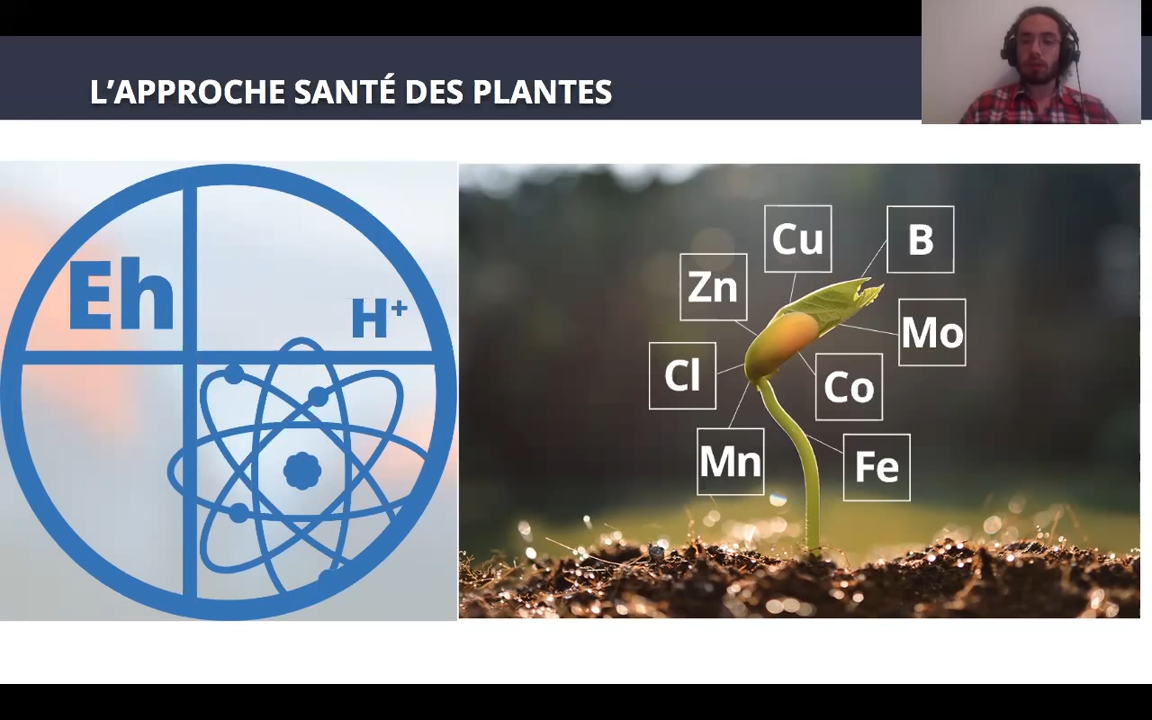 L'APPROCHE SANTÉ DES PLANTES
Eh
H⁺
Cu
B
Zn
Mo
Cl
Co
Mn
Fe